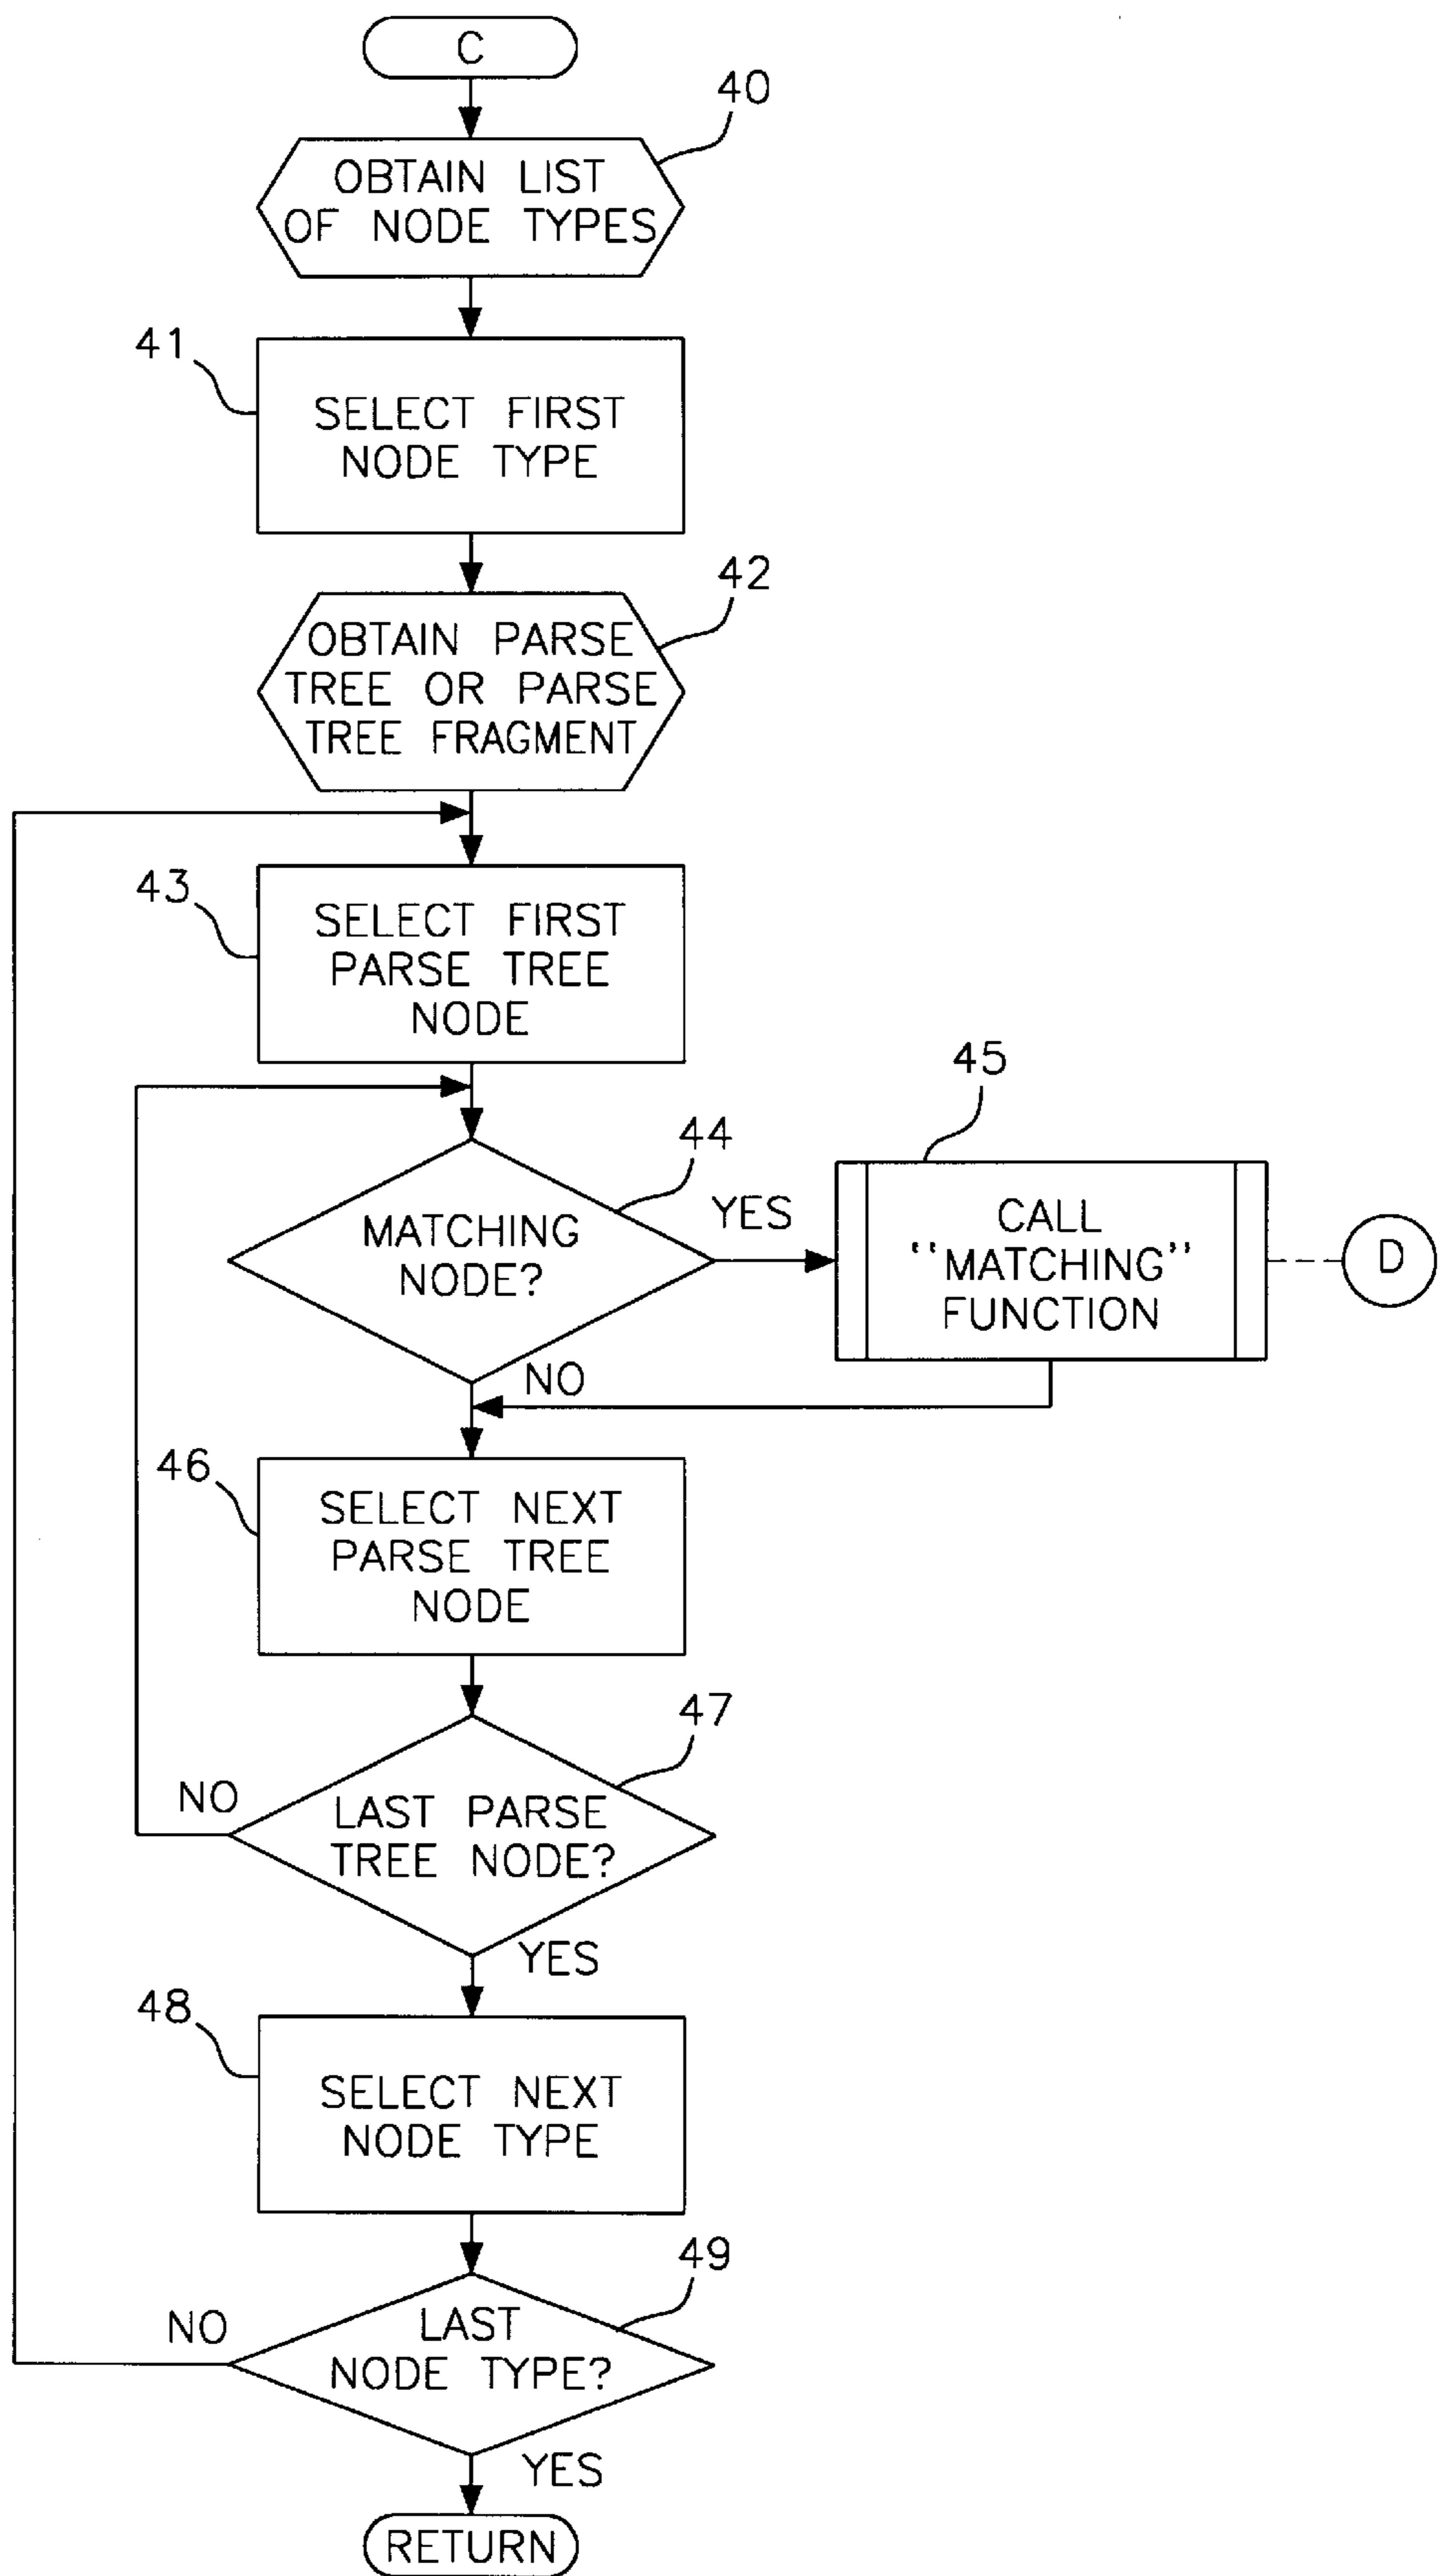 C
40
OBTAIN LIST
OF NODE TYPES
41
SELECT FIRST
NODE TYPE
42
OBTAIN PARSE
TREE OR PARSE
TREE FRAGMENT
43
SELECT FIRST
PARSE TREE
NODE
44
MATCHING
NODE?
YES
45
CALL
"MATCHING"
FUNCTION
D
NO
46
SELECT NEXT
PARSE TREE
NODE
47
NO
LAST PARSE
TREE NODE?
YES
48
SELECT NEXT
NODE TYPE
49
NO
LAST
NODE TYPE?
YES
RETURN